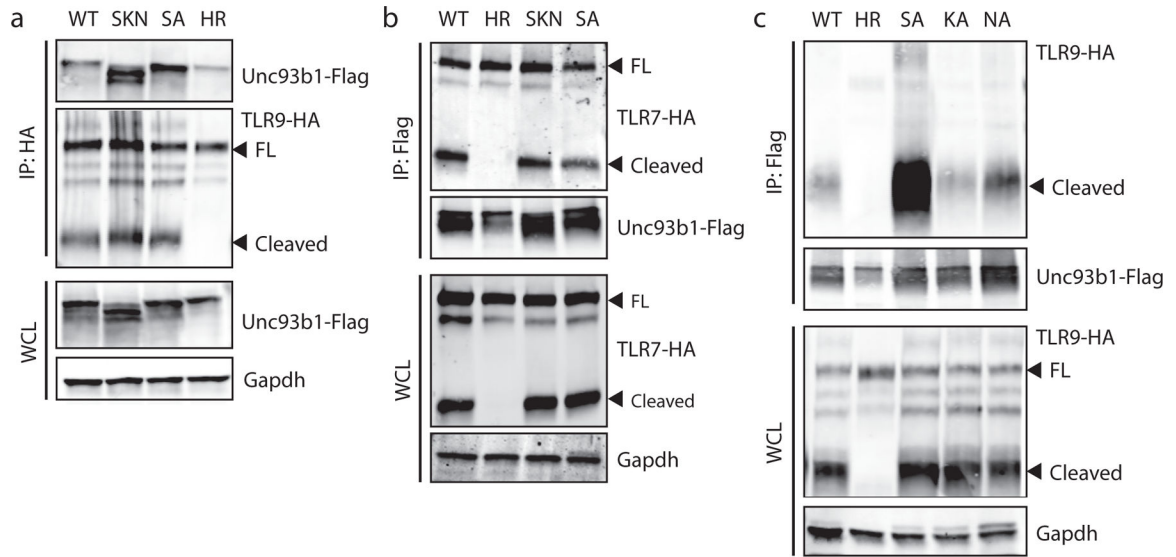 a
WT SKN SA HR
IP: HA
Unc93b1-Flag
TLR9-HA
FL
Cleaved
WCL
Unc93b1-Flag
Gapdh
b
WT HR SKN SA
IP: Flag
FL
TLR7-HA
Cleaved
Unc93b1-Flag
WCL
FL
TLR7-HA
Cleaved
Gapdh
c
WT HR SA KA NA
IP: Flag
TLR9-HA
Cleaved
Unc93b1-Flag
WCL
TLR9-HA
FL
Cleaved
Gapdh